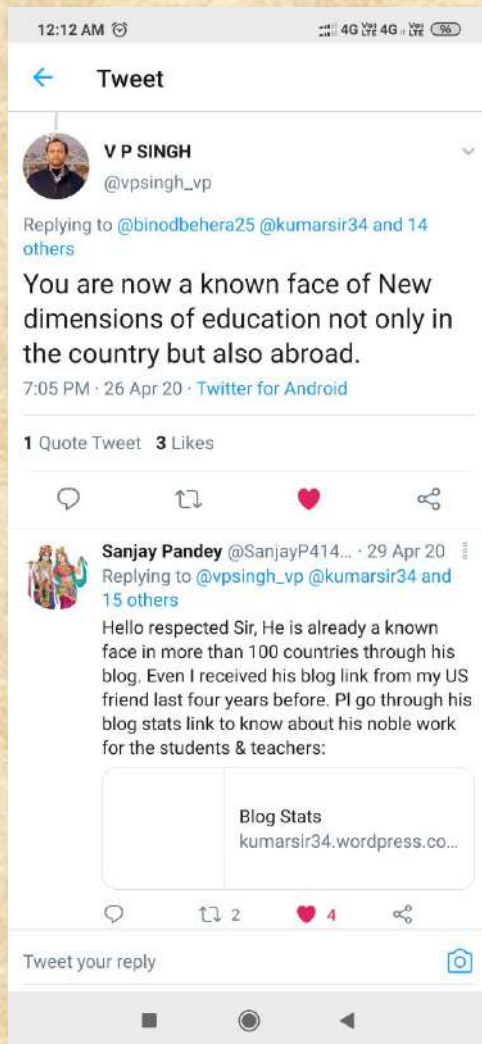 12:12 AM 4G VoI LTE 4G VoI LTE 96
Tweet
V P SINGH
@vpsingh_vp
Replying to @binodbehera25 @kumarsir34 and 14
others
You are now a known face of New
dimensions of education not only in
the country but also abroad.
7:05 PM · 26 Apr 20 · Twitter for Android
1 Quote Tweet 3 Likes
Sanjay Pandey @SanjayP414... · 29 Apr 20
Replying to @vpsingh_vp @kumarsir34 and
15 others
Hello respected Sir, He is already a known
face in more than 100 countries through his
blog. Even I received his blog link from my US
friend last four years before. Pl go through his
blog stats link to know about his noble work
for the students & teachers:
Blog Stats
kumarsir34.wordpress.co...
2 4
Tweet your reply